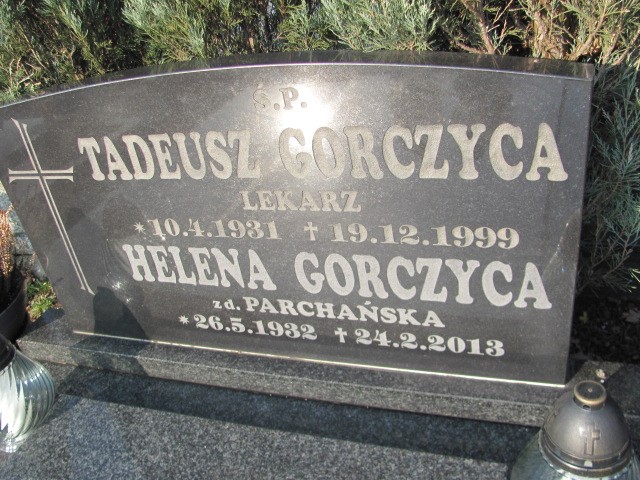 Ś.P.
TADEUSZ GORCZYCA
LEKARZ
*10.4.1931 †19.12.1999
HELENA GORCZYCA
zd. PARCHAŃSKA
*26.5.1932 †24.2.2013